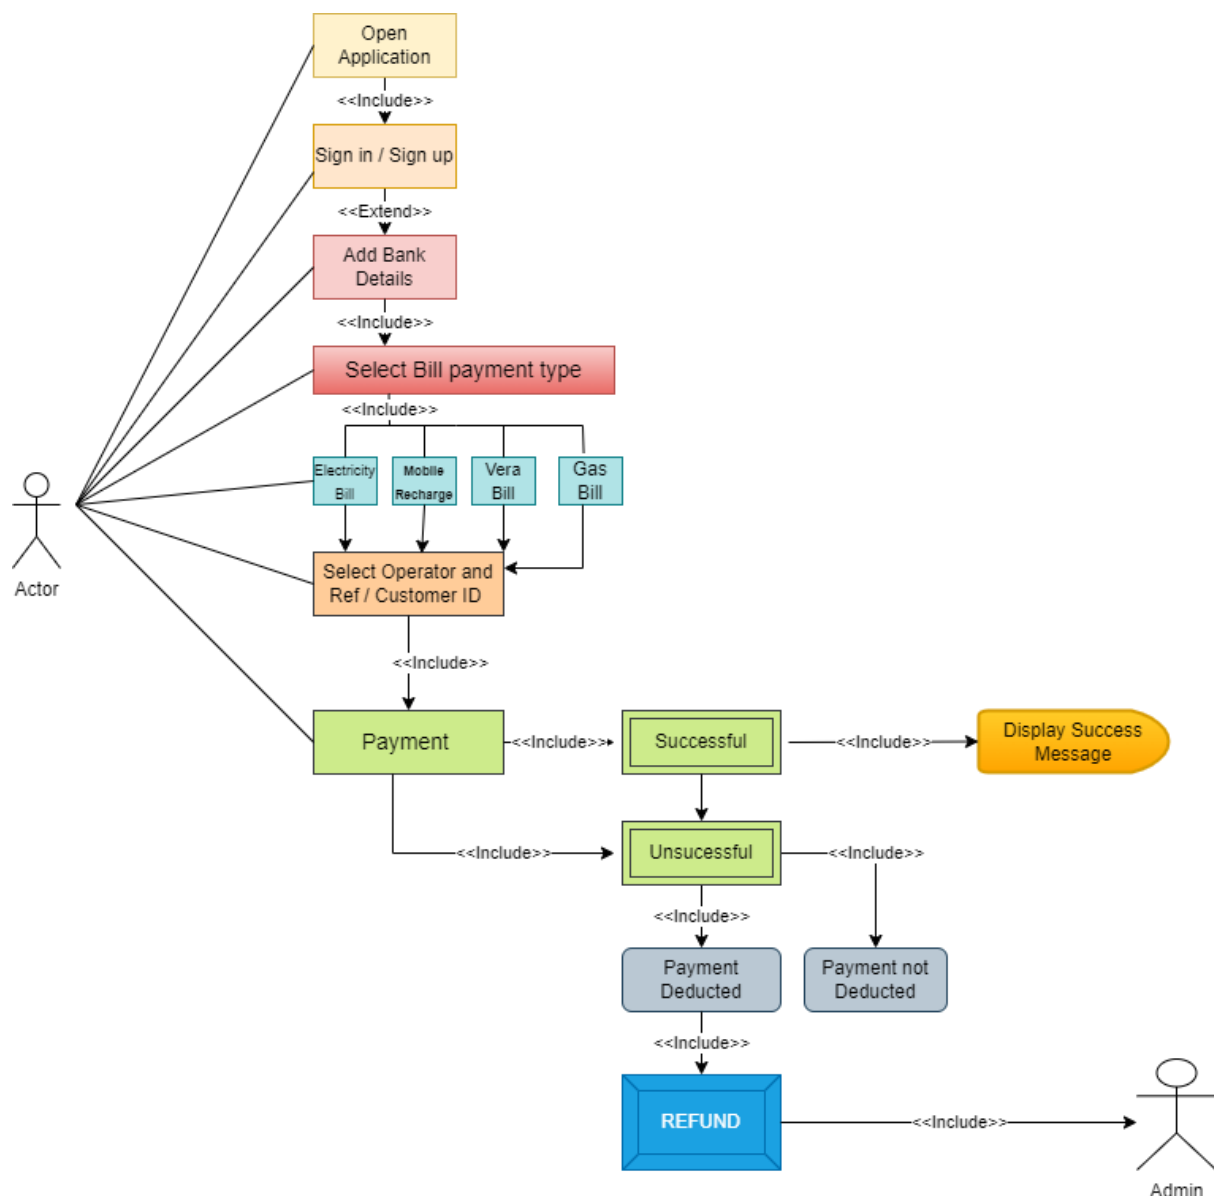 Open
Application
<<Include>>
Sign in / Sign up
<<Extend>>
Add Bank
Details
<<Include>>
Select Bill payment type
<<Include>>
Electricity
Bill
Mobile
Recharge
Vera
Bill
Gas
Bill
Actor
Select Operator and
Ref / Customer ID
<<Include>>
Payment
<<Include>>
Successful
<<Include>>
Display Success
Message
<<Include>>
Unsucessful
<<Include>>
<<Include>>
Payment
Deducted
Payment not
Deducted
<<Include>>
REFUND
<<Include>>
Admin